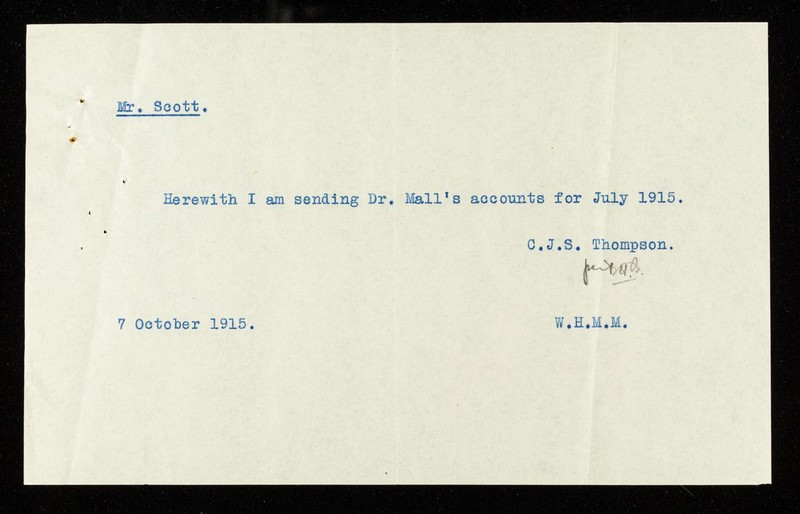 Mr. Scott.
Herewith I am sending Dr. Mall's accounts for July 1915.
C.J.S. Thompson.
7 October 1915.
W.H.M.M.